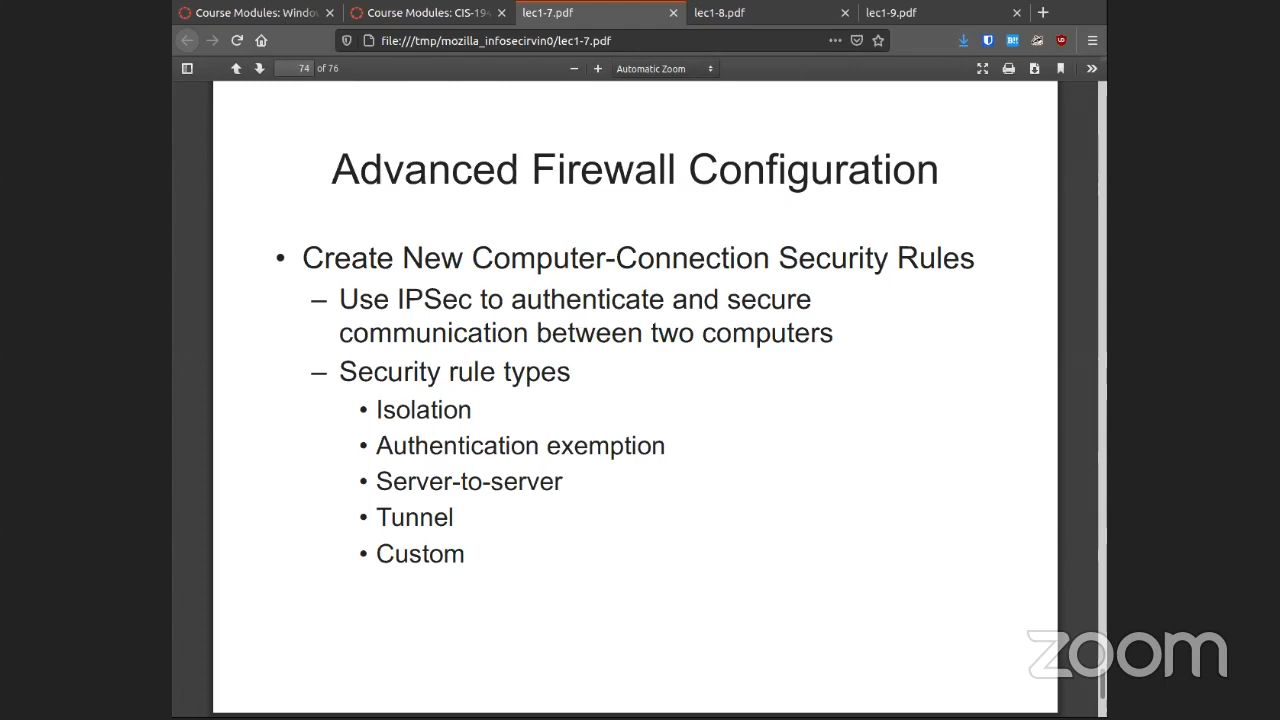 Course Modules: Windo
Course Modules: CIS-19
lec1-7.pdf
lec1-8.pdf
lec1-9.pdf
file:///tmp/mozilla_infosecirvin0/lec1-7.pdf
74 of 76
Automatic Zoom
Advanced Firewall Configuration
• Create New Computer-Connection Security Rules
– Use IPSec to authenticate and secure
communication between two computers
– Security rule types
• Isolation
• Authentication exemption
• Server-to-server
• Tunnel
• Custom
zoom